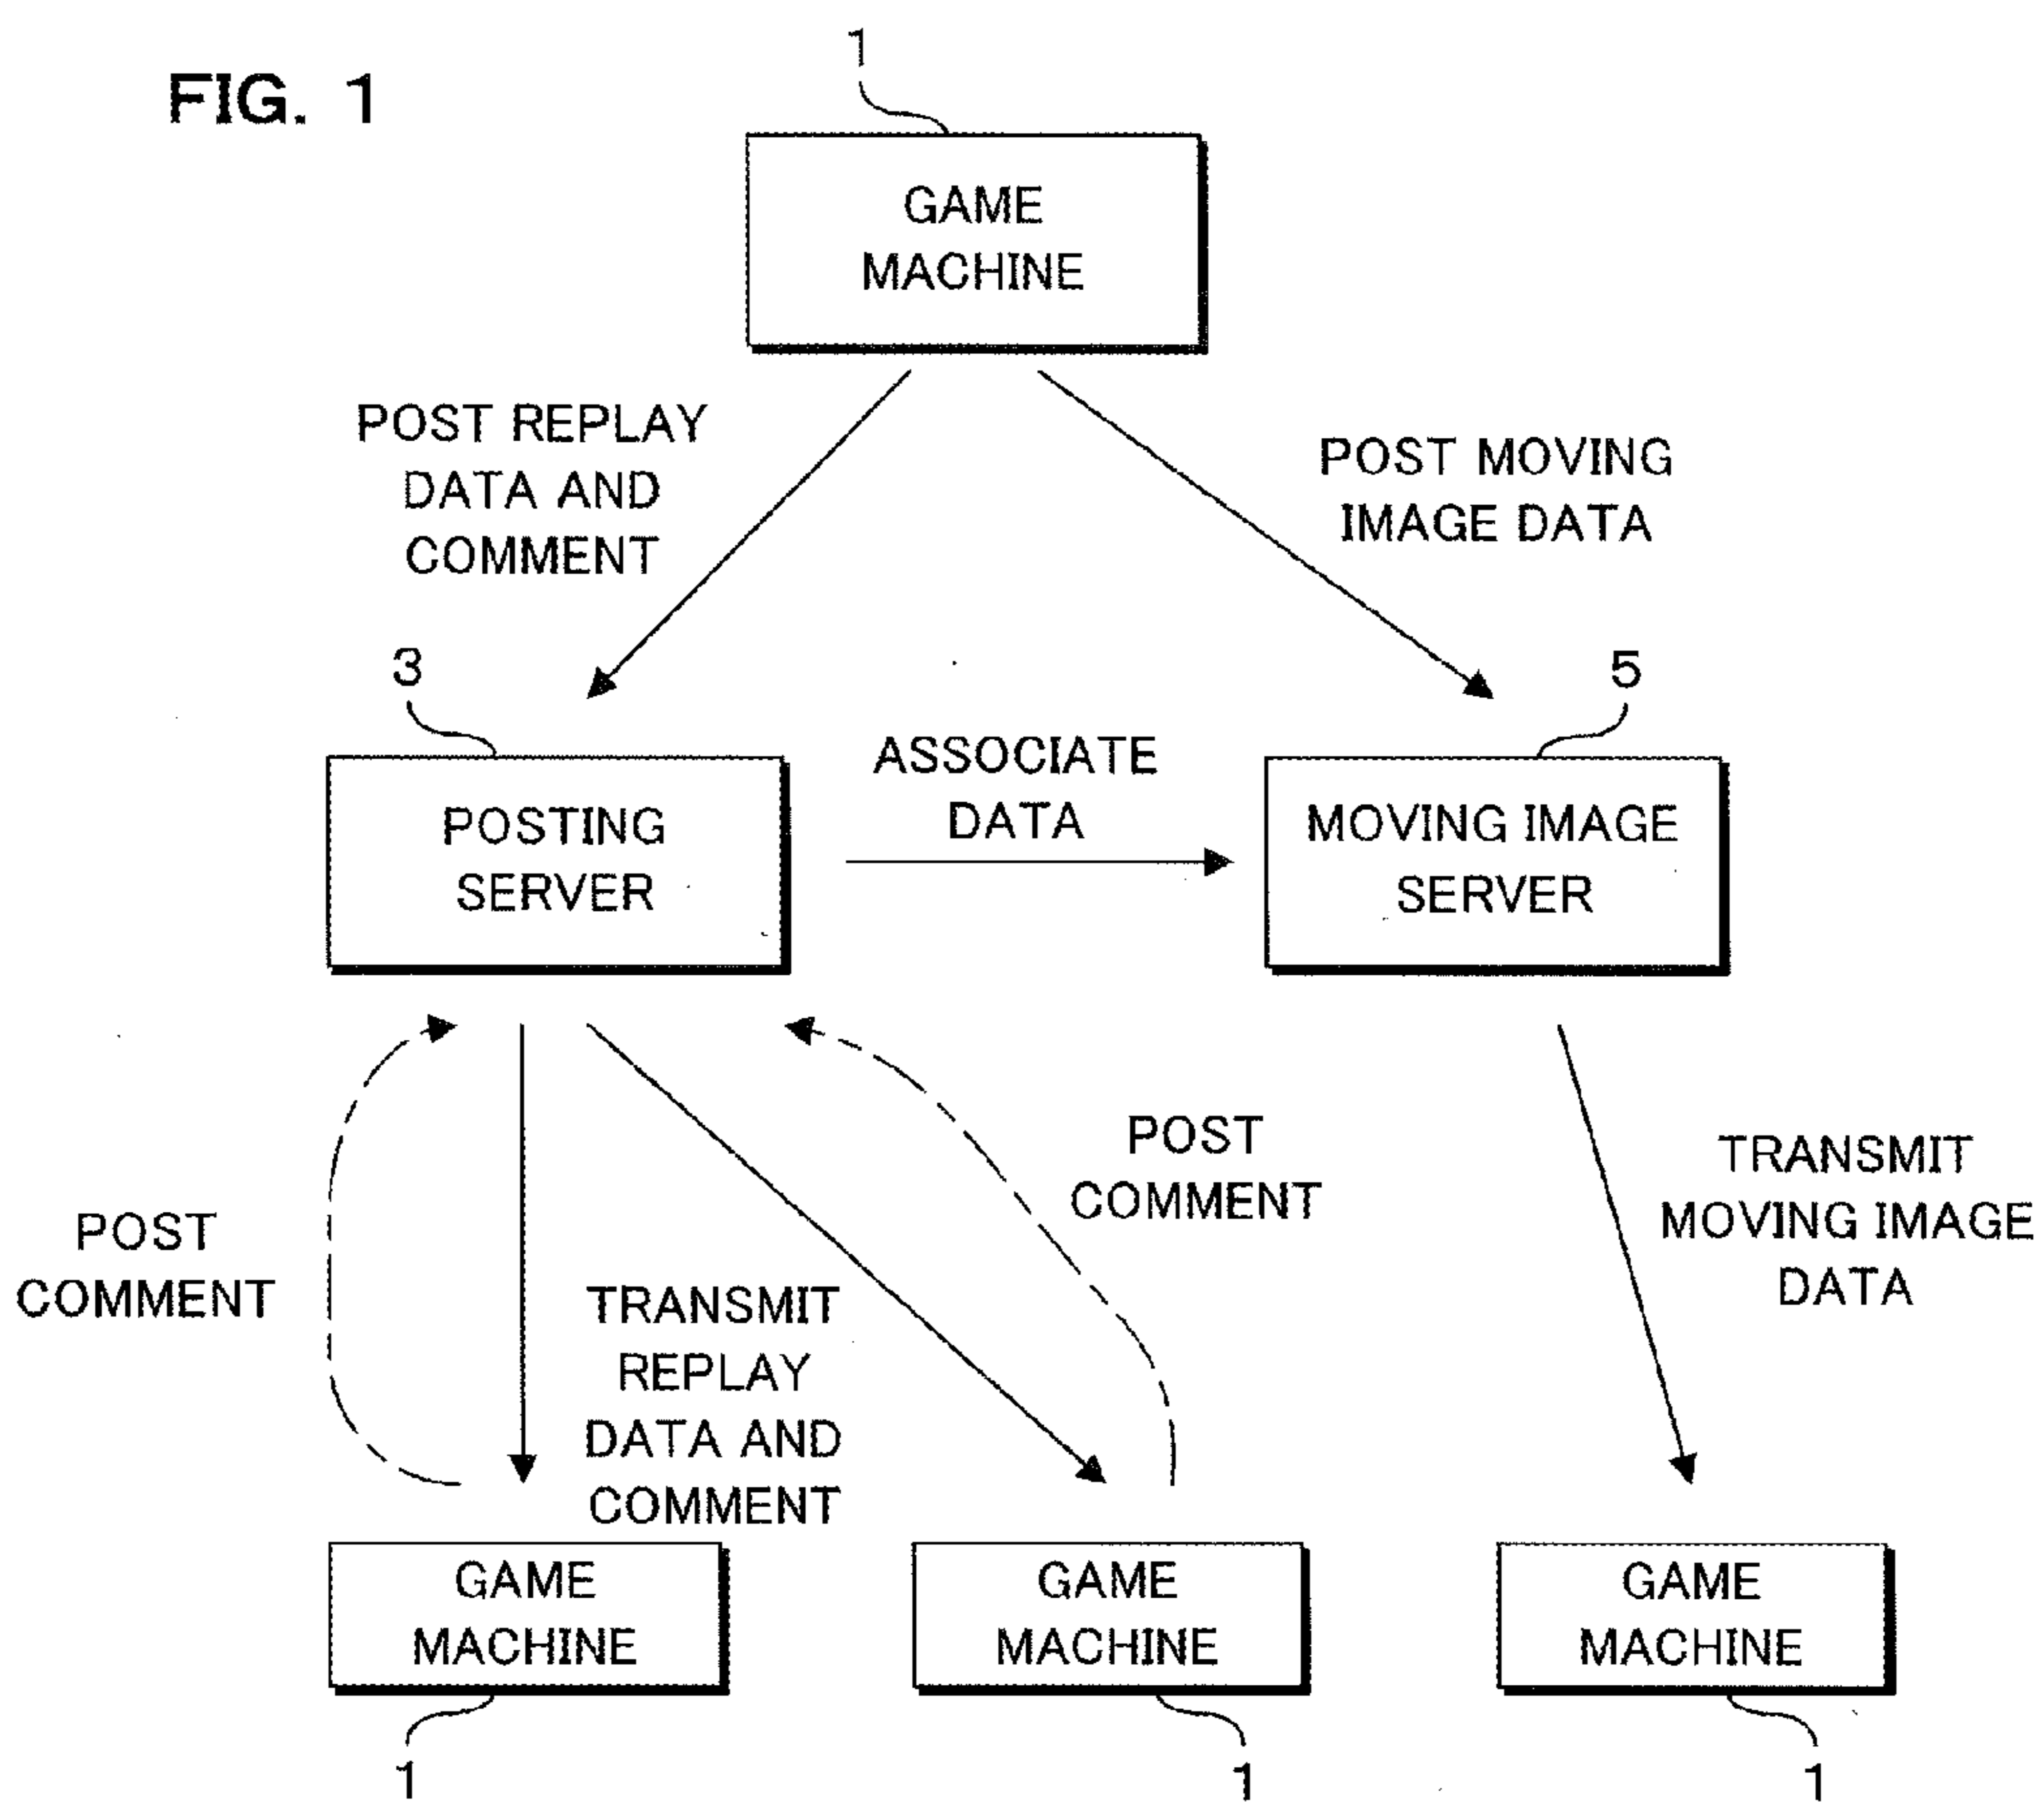 FIG. 1
1
GAME
MACHINE
POST REPLAY
DATA AND
COMMENT
POST MOVING
IMAGE DATA
3
5
POSTING
SERVER
ASSOCIATE
DATA
MOVING IMAGE
SERVER
POST
COMMENT
TRANSMIT
REPLAY
DATA AND
COMMENT
POST
COMMENT
TRANSMIT
MOVING IMAGE
DATA
GAME
MACHINE
GAME
MACHINE
GAME
MACHINE
1
1
1